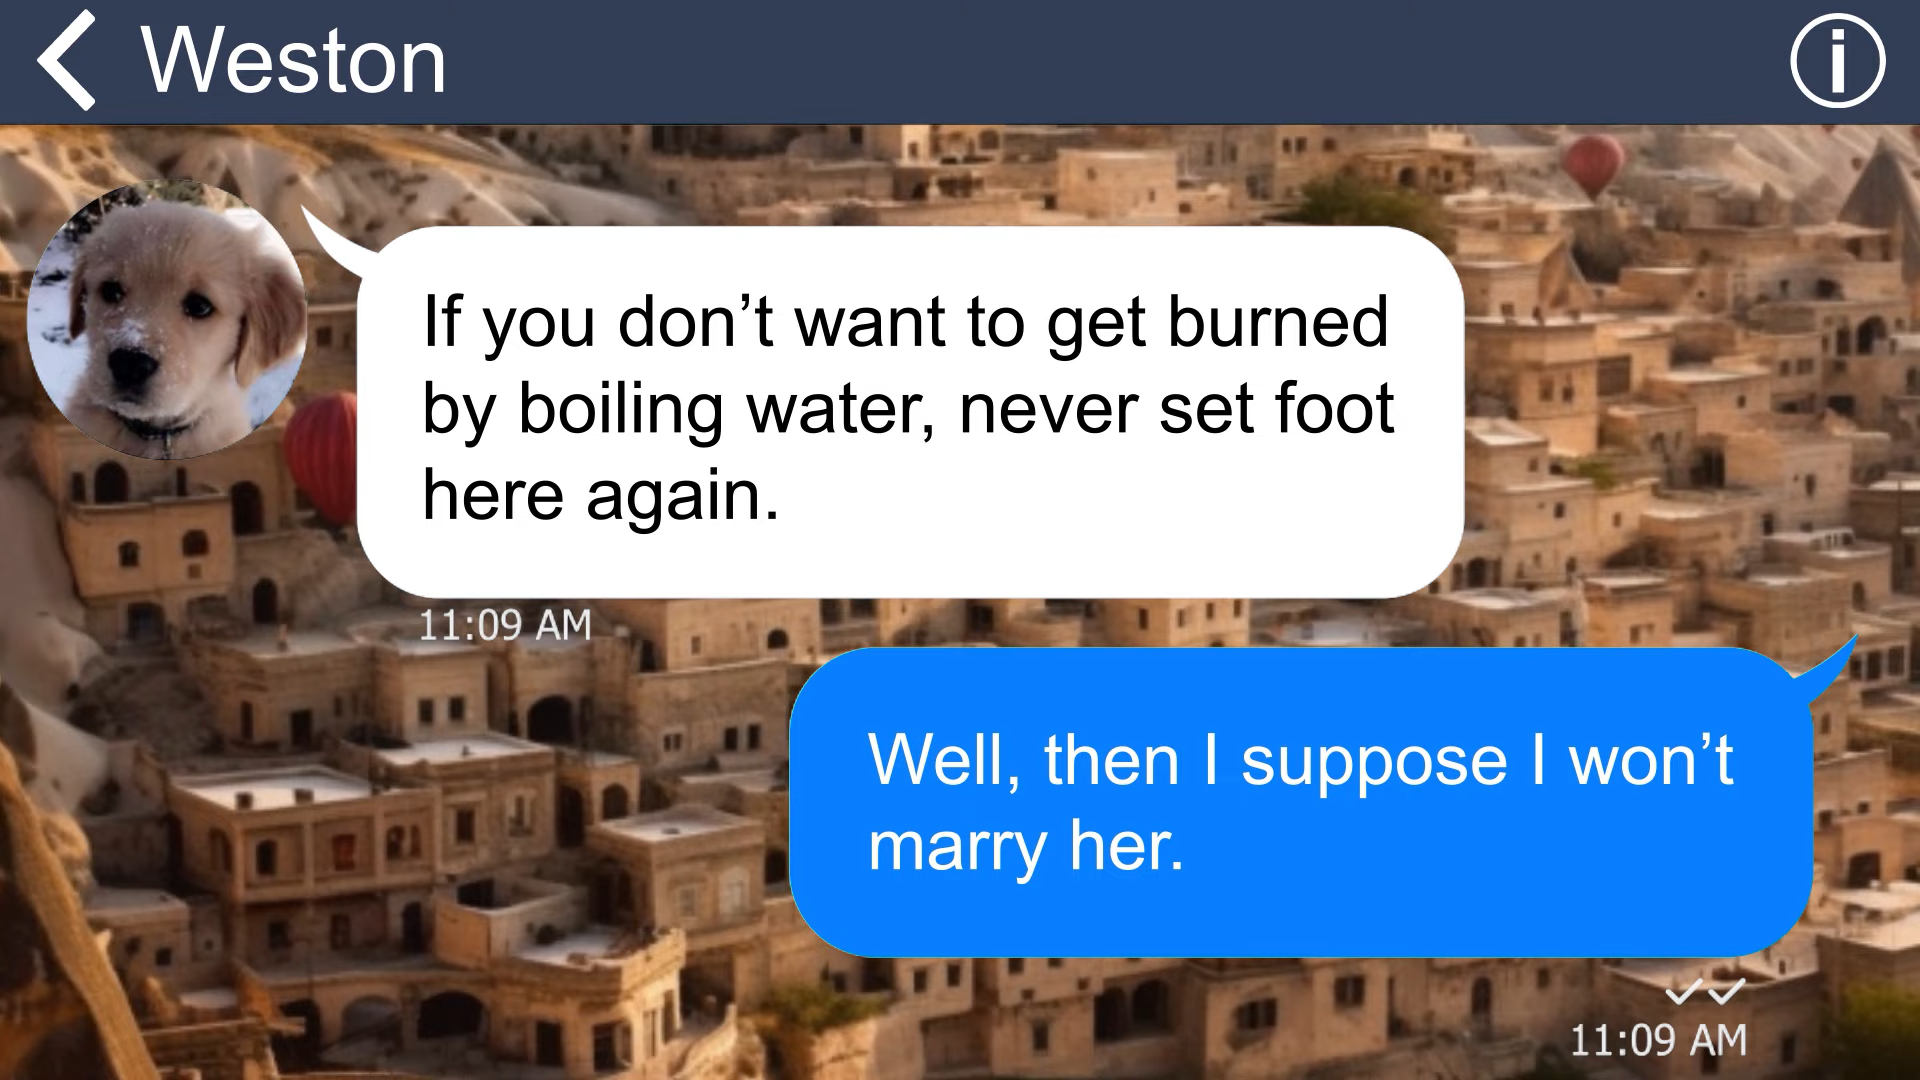 Weston
If you don’t want to get burned
by boiling water, never set foot
here again.
11:09 AM
Well, then I suppose I won’t
marry her.
11:09 AM